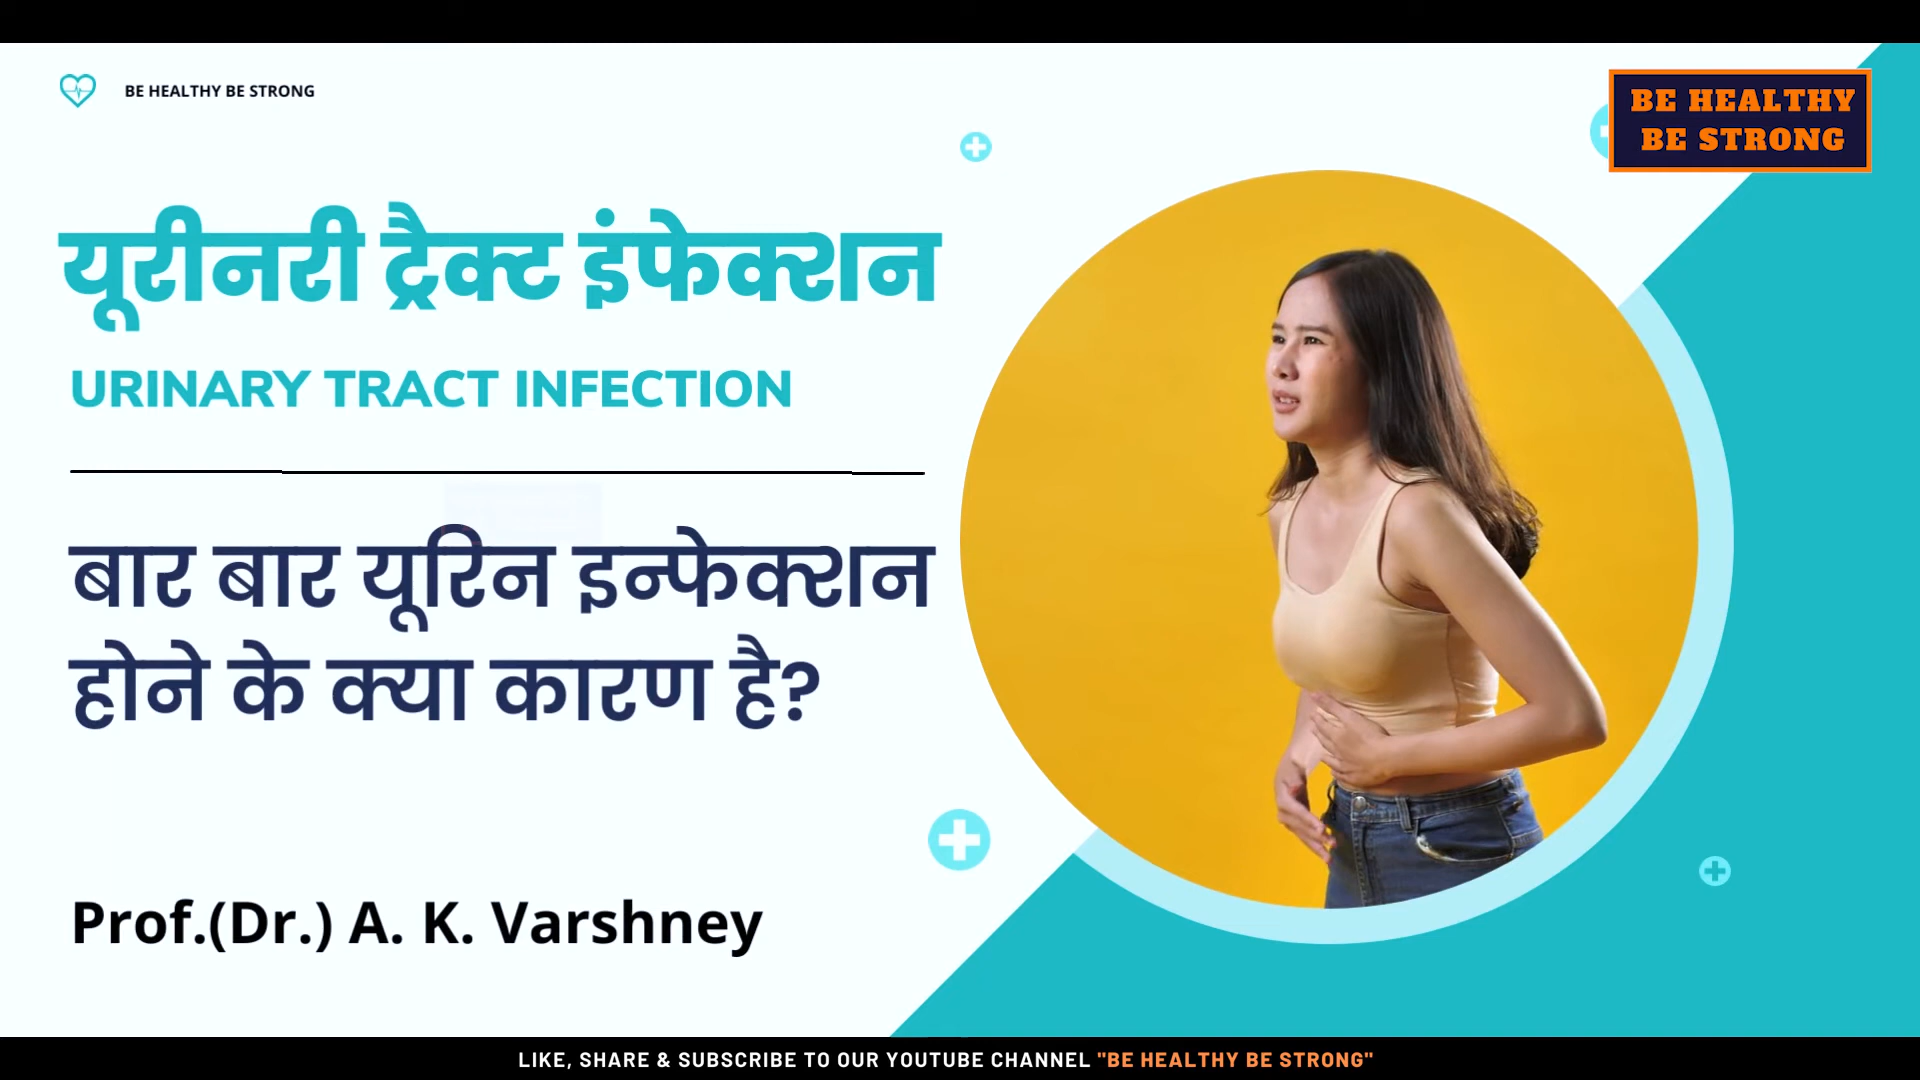 BE HEALTHY BE STRONG
BE HEALTHY
BE STRONG
यूरीनरी ट्रैक्ट इंफेक्शन
URINARY TRACT INFECTION
बार बार यूरिन इन्फेक्शन
होने के क्या कारण है?
Prof.(Dr.) A. K. Varshney
LIKE, SHARE & SUBSCRIBE TO OUR YOUTUBE CHANNEL "BE HEALTHY BE STRONG"